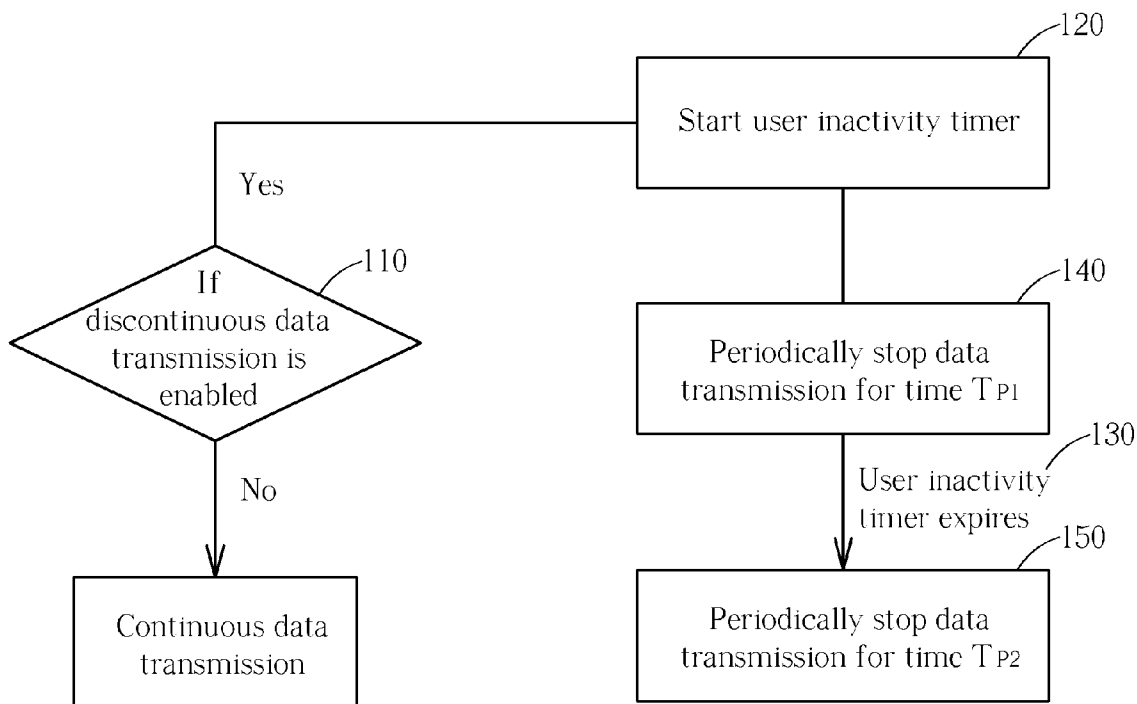 120
Start user inactivity timer
Yes
110
If
discontinuous data
transmission is
enabled
140
Periodically stop data
transmission for time TP1
No
130
User inactivity
timer expires
150
Continuous data
transmission
Periodically stop data
transmission for time TP2